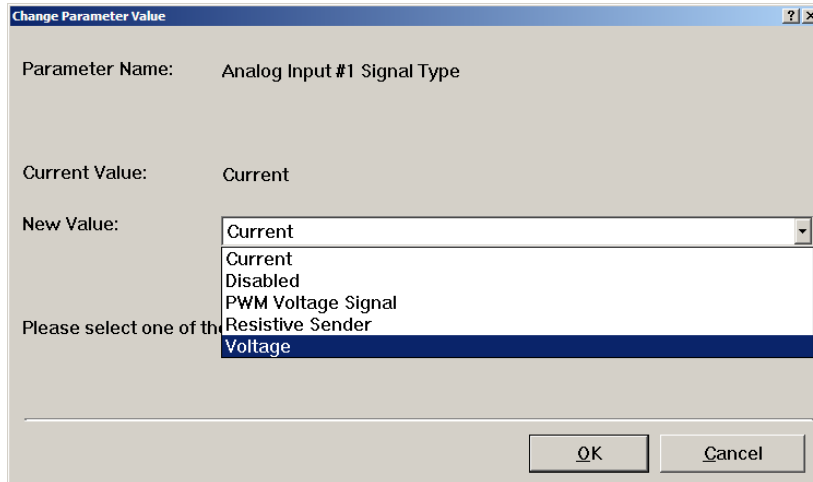 Change Parameter Value
Parameter Name: Analog Input #1 Signal Type
Current Value: Current
New Value: Current
Current
Disabled
PWM Voltage Signal
Resistive Sender
Please select one of the
Voltage
OK Cancel